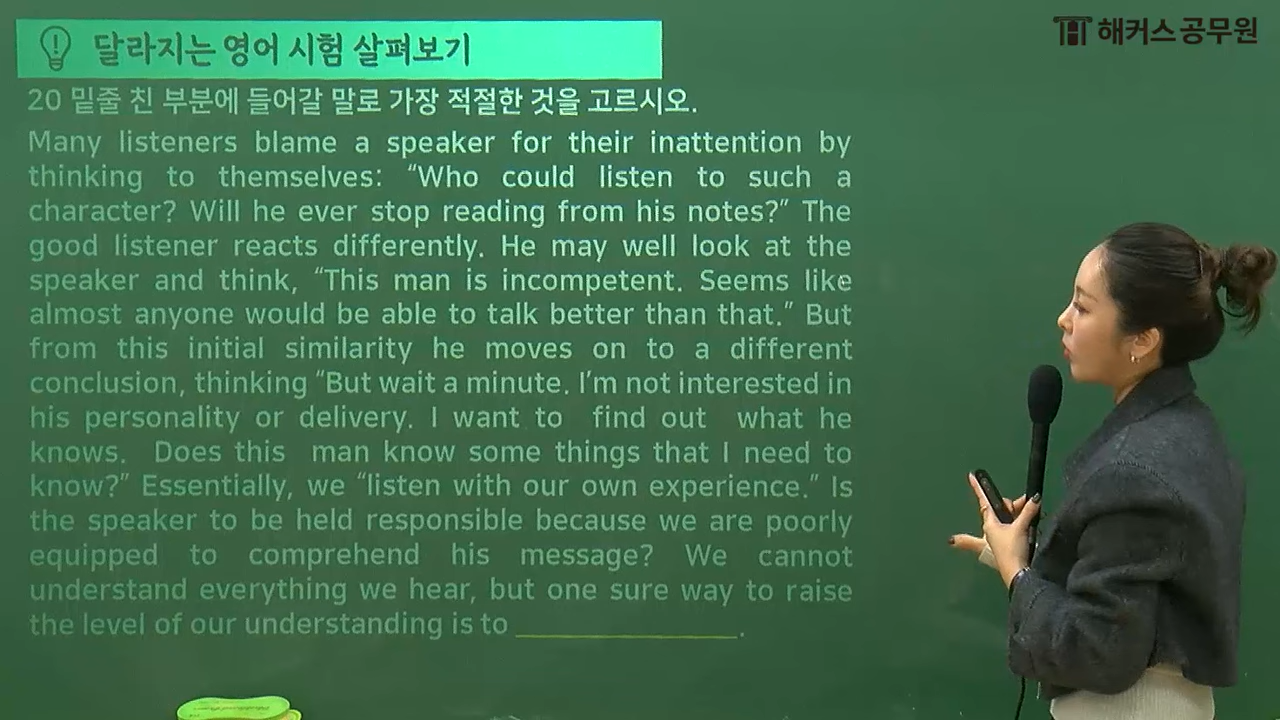 해커스공무원
달라지는 영어 시험 살펴보기
20 밑줄 친 부분에 들어갈 말로 가장 적절한 것을 고르시오.
Many listeners blame a speaker for their inattention by
thinking to themselves: “Who could listen to such a
character? Will he ever stop reading from his notes?” The
good listener reacts differently. He may well look at the
speaker and think, “This man is incompetent. Seems like
almost anyone would be able to talk better than that.” But
from this initial similarity he moves on to a different
conclusion, thinking “But wait a minute. I’m not interested in
his personality or delivery. I want to find out what he
knows. Does this man know some things that I need to
know?” Essentially, we “listen with our own experience.” Is
the speaker to be held responsible because we are poorly
equipped to comprehend his message? We cannot
understand everything we hear, but one sure way to raise
the level of our understanding is to ____________.